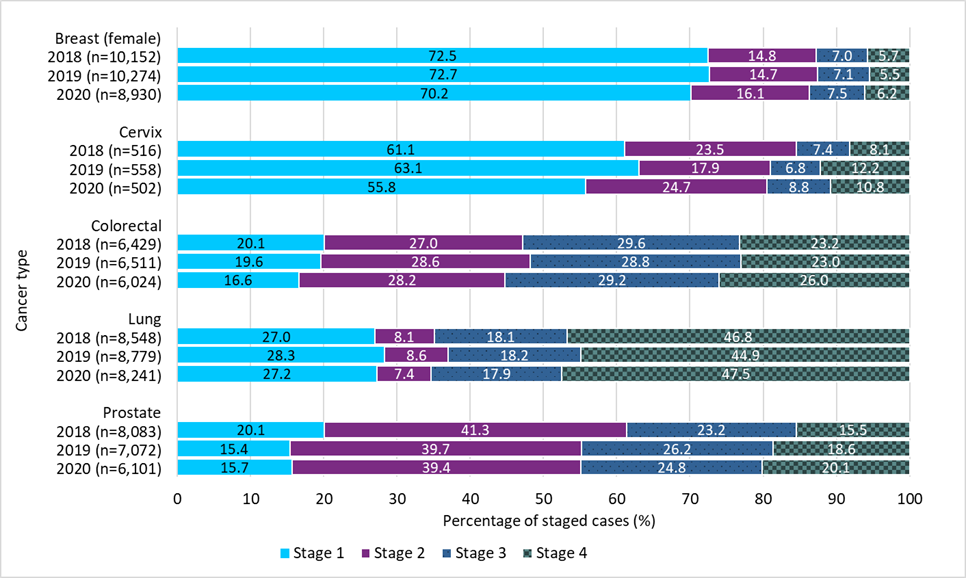 Breast (female)
2018 (n=10,152) 72.5 14.8 7.0 5.7
2019 (n=10,274) 72.7 14.7 7.1 5.5
2020 (n=8,930) 70.2 16.1 7.5 6.2
Cervix
2018 (n=516) 61.1 23.5 7.4 8.1
2019 (n=558) 63.1 17.9 6.8 12.2
2020 (n=502) 55.8 24.7 8.8 10.8
Colorectal
2018 (n=6,429) 20.1 27.0 29.6 23.2
2019 (n=6,511) 19.6 28.6 28.8 23.0
2020 (n=6,024) 16.6 28.2 29.2 26.0
Cancer type
Lung
2018 (n=8,548) 27.0 8.1 18.1 46.8
2019 (n=8,779) 28.3 8.6 18.2 44.9
2020 (n=8,241) 27.2 7.4 17.9 47.5
Prostate
2018 (n=8,083) 20.1 41.3 23.2 15.5
2019 (n=7,072) 15.4 39.7 26.2 18.6
2020 (n=6,101) 15.7 39.4 24.8 20.1
0 10 20 30 40 50 60 70 80 90 100
Percentage of staged cases (%)
Stage 1 Stage 2 Stage 3 Stage 4